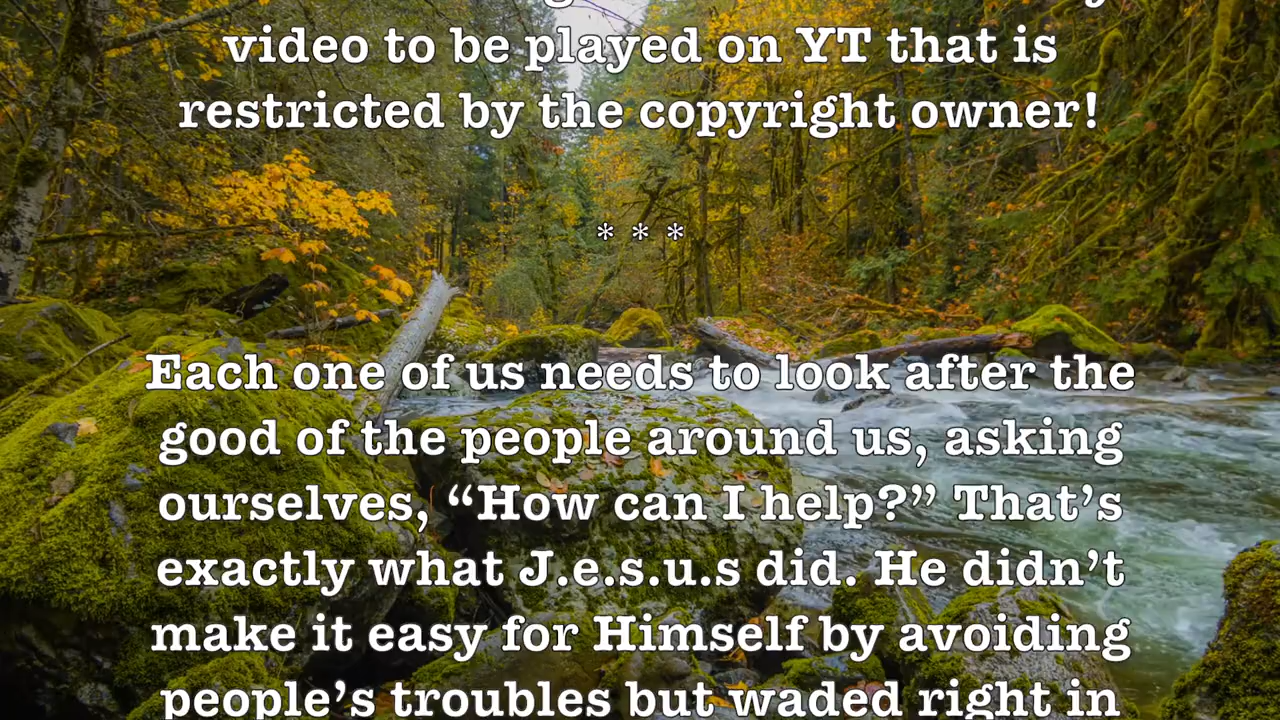 video to be played on YT that is
restricted by the copyright owner!
* * *
Each one of us needs to look after the
good of the people around us, asking
ourselves, “How can I help?” That’s
exactly what J.e.s.u.s did. He didn’t
make it easy for Himself by avoiding
people’s troubles but waded right in